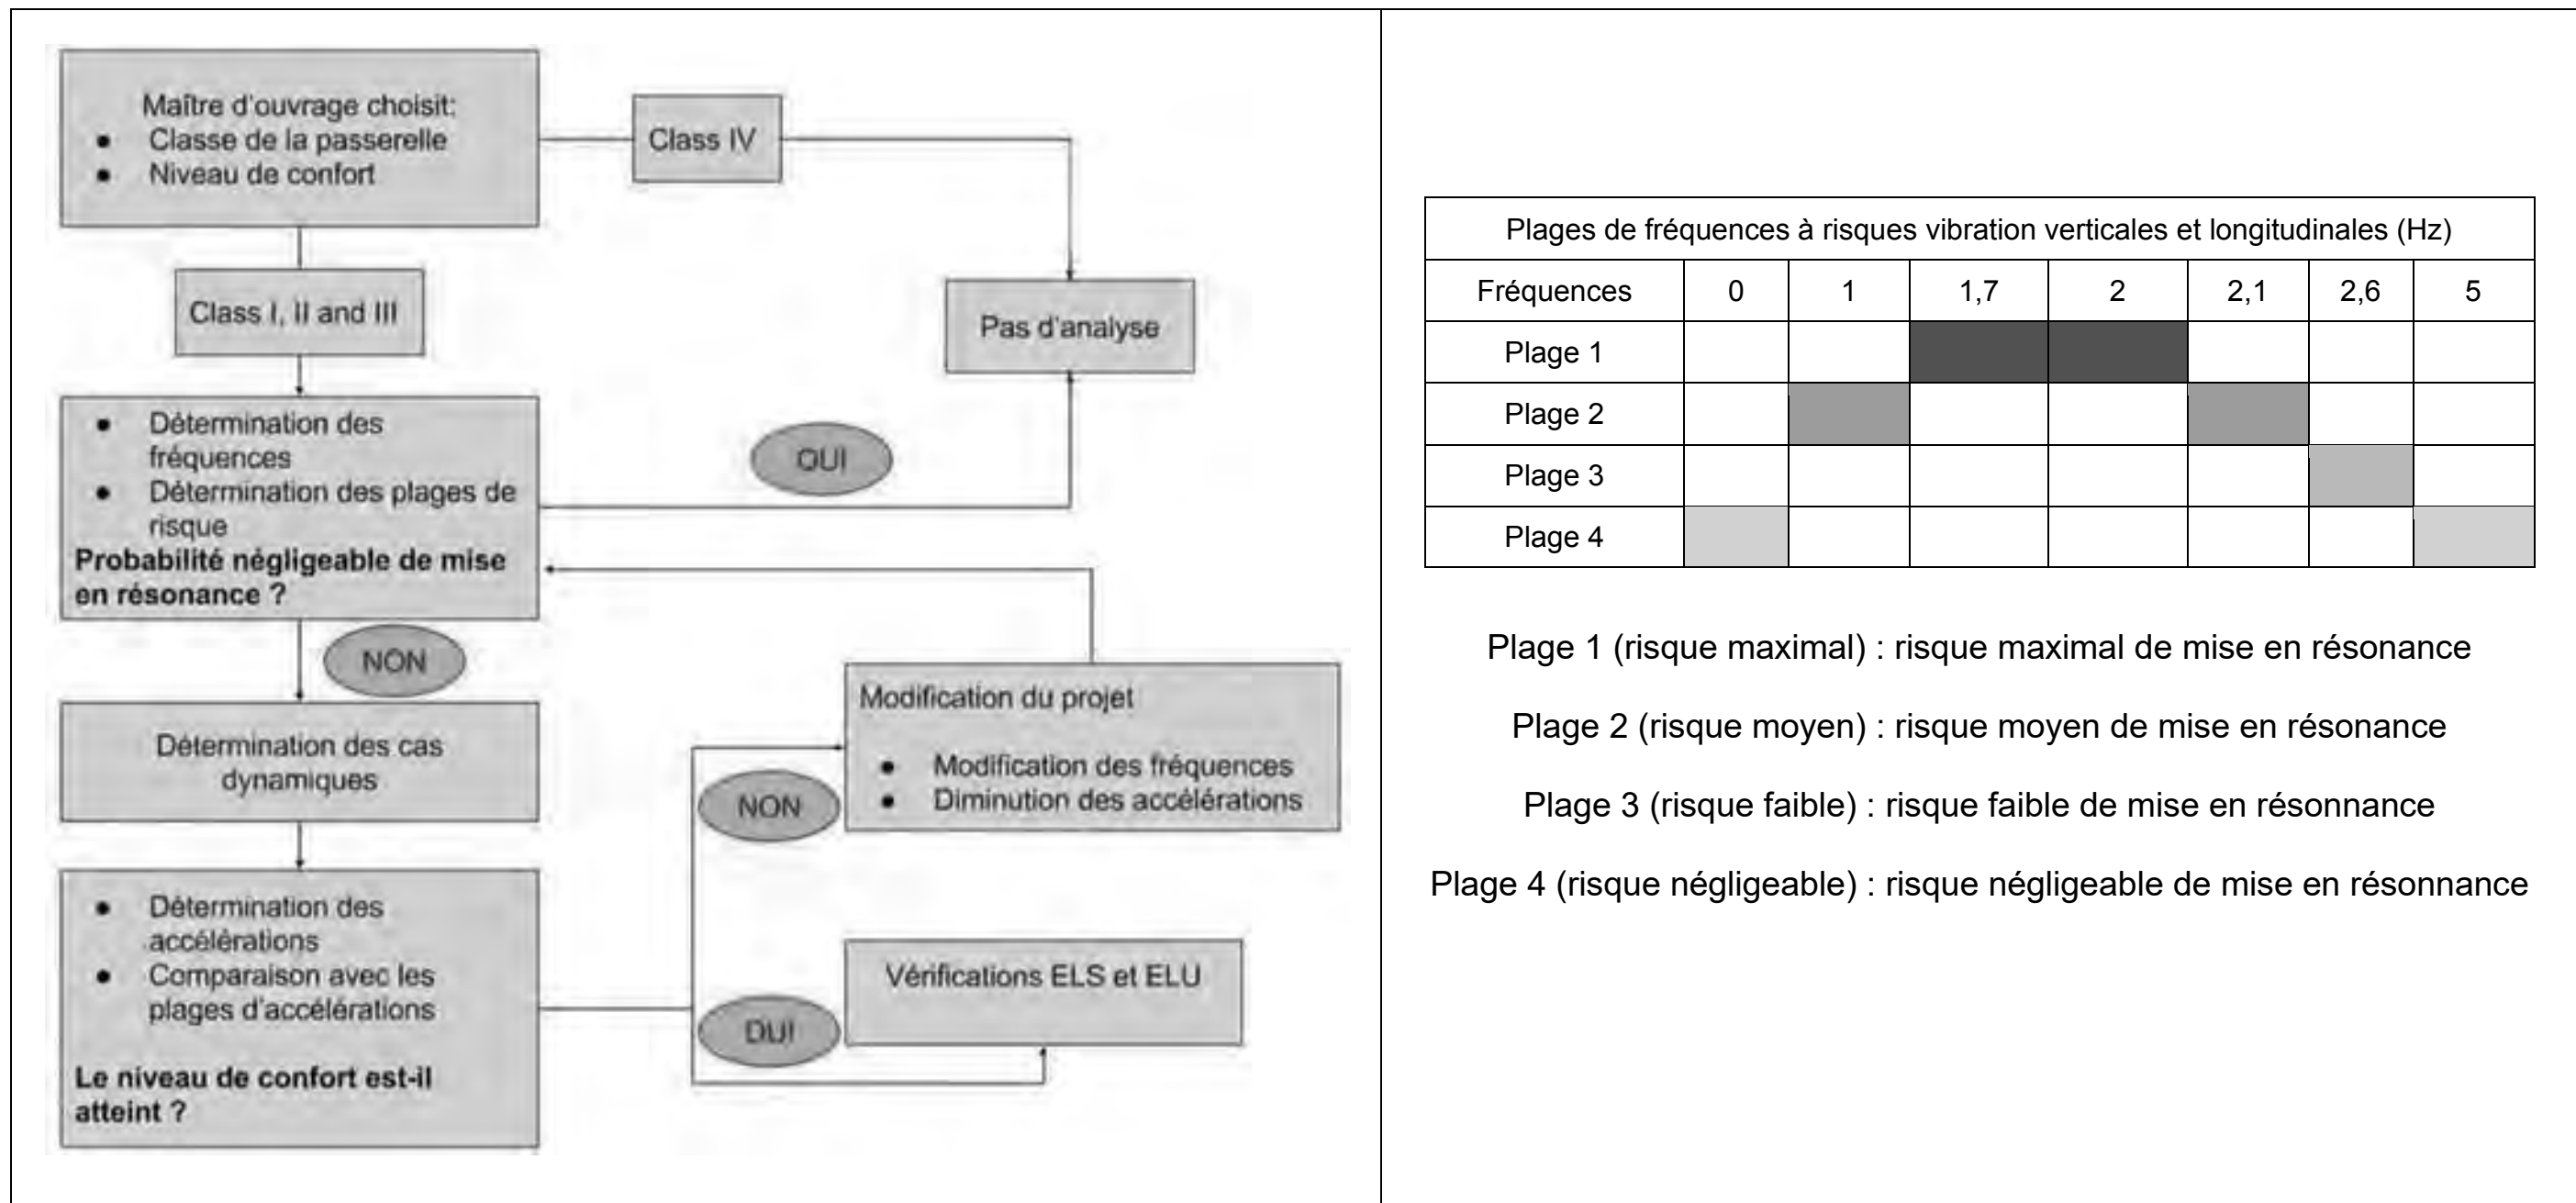 Maître d'ouvrage choisit:
● Classe de la passerelle
● Niveau de confort
Class IV
Class I, II and III
Pas d'analyse
● Détermination des
fréquences
● Détermination des plages de
risque
Probabilité négligeable de mise
en résonance ?
OUI
NON
Détermination des cas
dynamiques
Modification du projet
● Modification des fréquences
● Diminution des accélérations
NON
● Détermination des
accélérations
● Comparaison avec les
plages d'accélérations
Le niveau de confort est-il
atteint ?
OUI
Vérifications ELS et ELU
Plages de fréquences à risques vibration verticales et longitudinales (Hz)
Fréquences 0 1 1,7 2 2,1 2,6 5
Plage 1
Plage 2
Plage 3
Plage 4
Plage 1 (risque maximal) : risque maximal de mise en résonance
Plage 2 (risque moyen) : risque moyen de mise en résonance
Plage 3 (risque faible) : risque faible de mise en résonnance
Plage 4 (risque négligeable) : risque négligeable de mise en résonnance